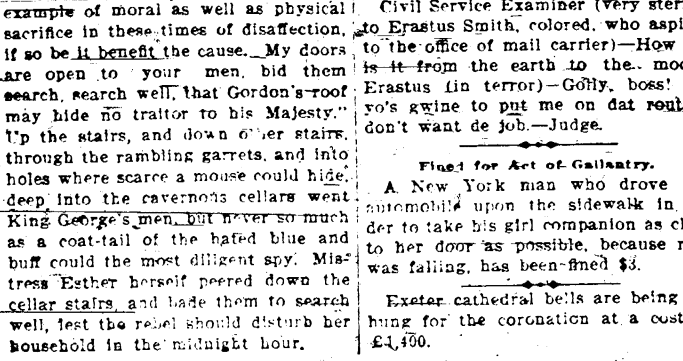 example of moral as well as physical
sacrifice in these times of disaffection,
if so be it benefit the cause. My doors
are open to your men, bid them
search, search well, that Gordon's roof
may hide no traitor to his Majesty."
Up the stairs, and down other stairs,
through the rambling garrets, and into
holes where scarce a mouse could hide,
deep into the cavernous cellars went
King George's men, but never so much
as a coat-tail of the hated blue and
buff could the most diligent spy. Mis-
tress Esther herself peered down the
cellar stairs, and bade them to search
well, lest the rebel should disturb her
household in the midnight hour.
Civil Service Examiner (very ster
to Erastus Smith, colored, who aspi
to the office of mail carrier)—How
is it from the earth to the moo
Erastus (in terror)—Golly, boss!
yo's gwine to put me on dat rout
don't want de job.—Judge.
Fined for Act of Gallantry.
A New York man who drove
automobile upon the sidewalk in
der to take his girl companion as cl
to her door as possible, because r
was falling, has been fined $3.
Exeter cathedral bells are being
hung for the coronation at a cost
£1,400.